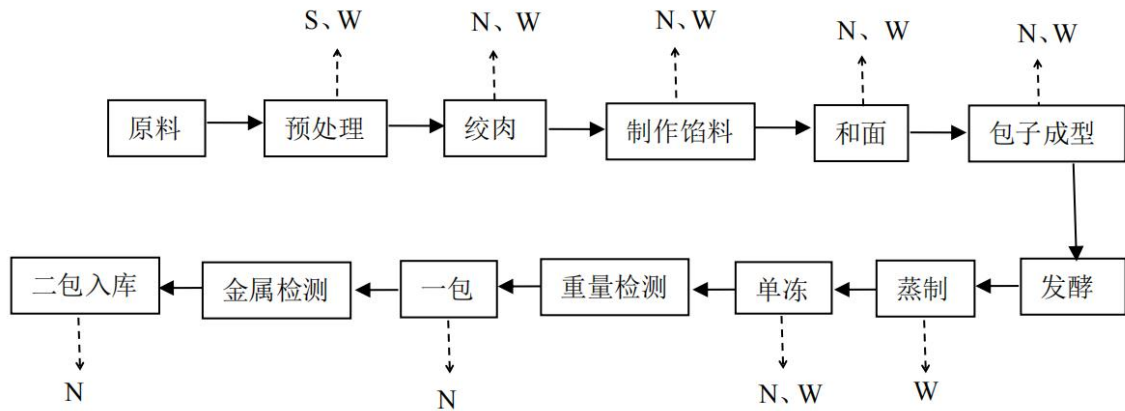 S、W
N、W
N、W
N、W
N、W
原料
预处理
绞肉
制作馅料
和面
包子成型
二包入库
金属检测
一包
重量检测
单冻
蒸制
发酵
N
N
N、W
W